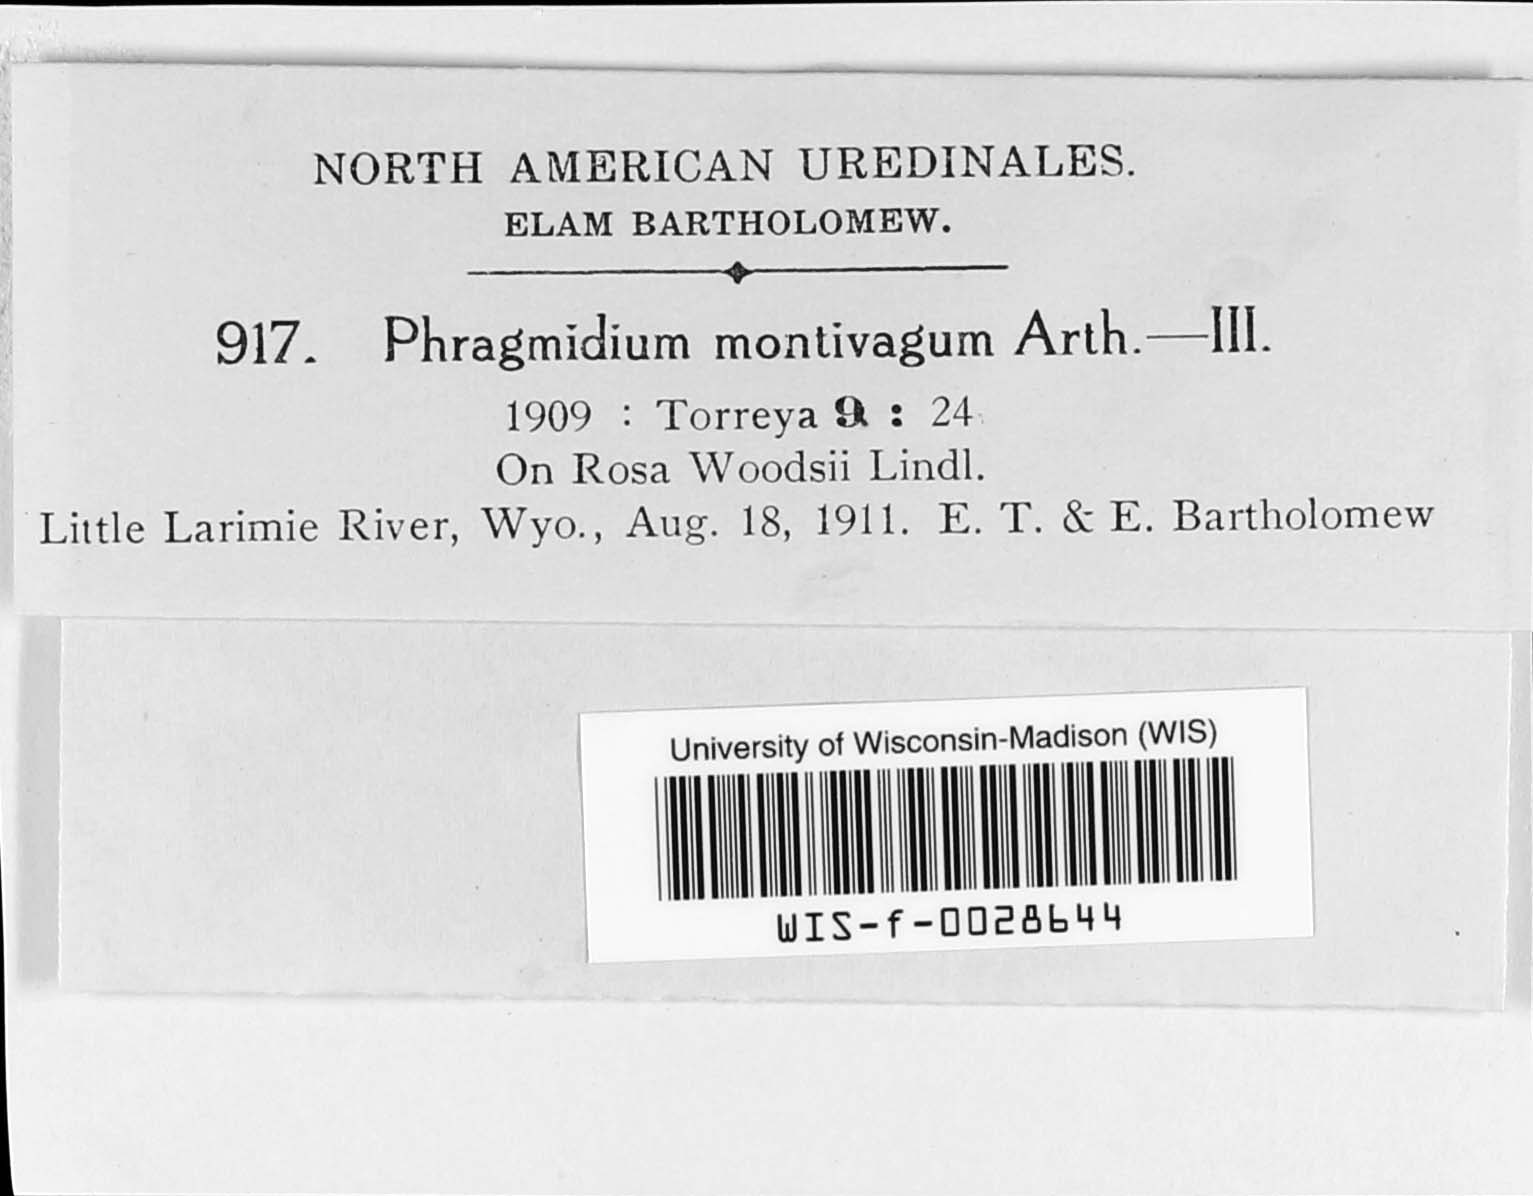 NORTH AMERICAN UREDINALES.
ELAM BARTHOLOMEW.
917. Phragmidium montivagum Arth.—III.
1909 : Torreya 9 : 24
On Rosa Woodsii Lindl.
Little Larimie River, Wyo., Aug. 18, 1911. E. T. & E. Bartholomew
University of Wisconsin-Madison (WIS)
WIS-f-0028644